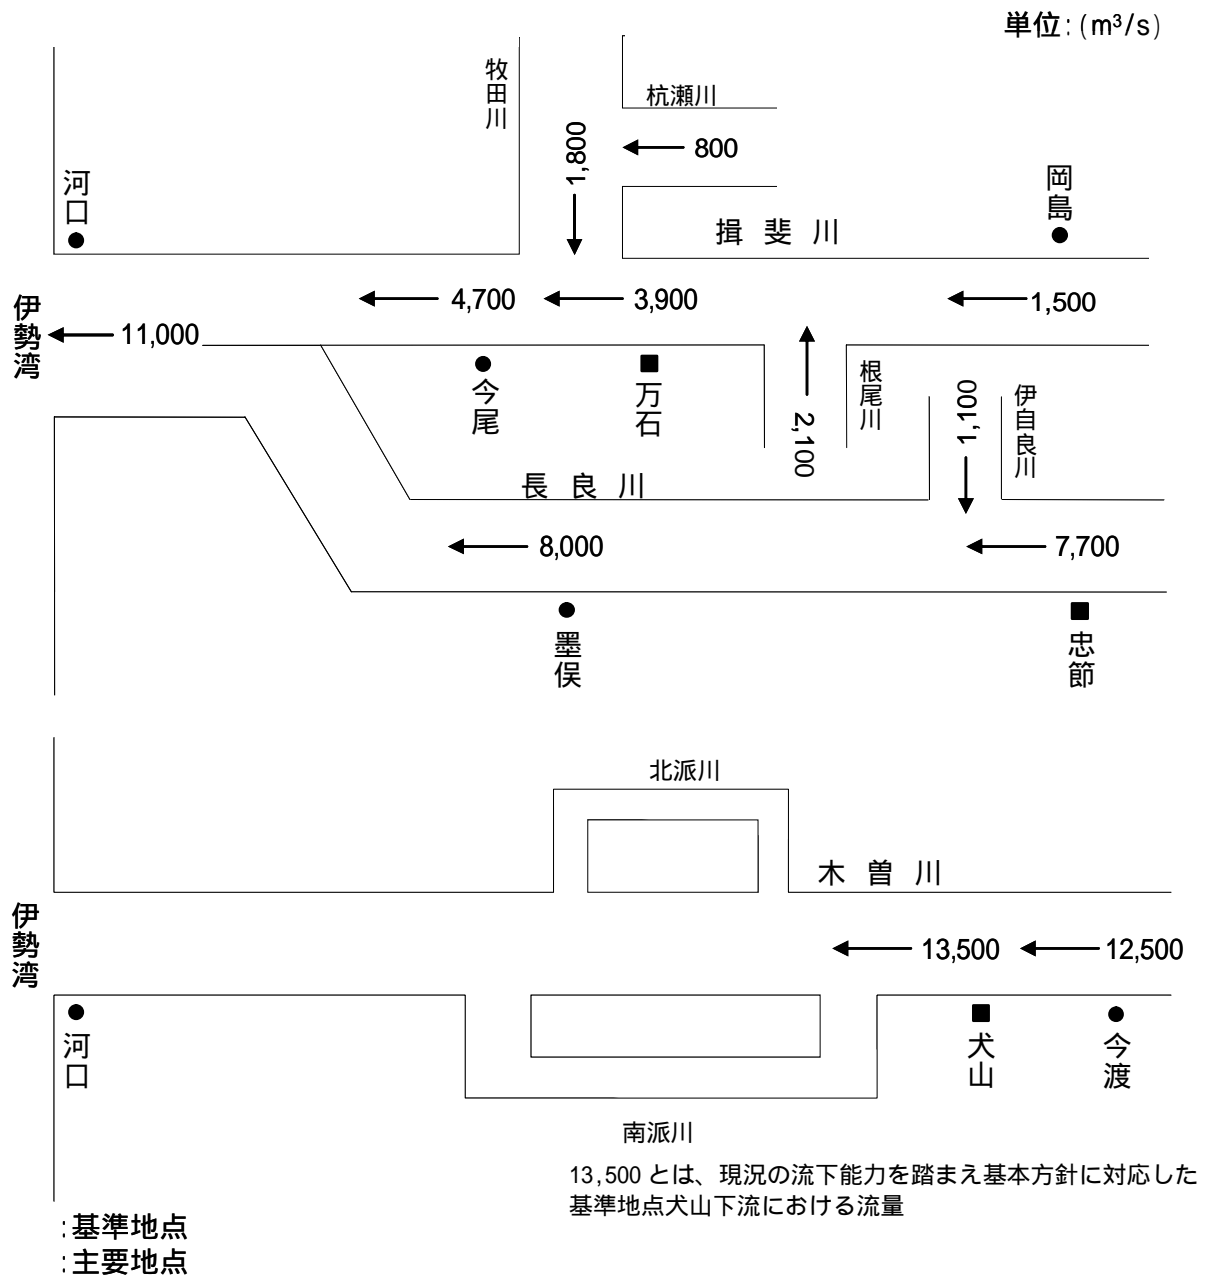 単位: (m³/s)
牧田川
杭瀬川
1,800
800
河口
岡島
揖斐川
伊勢湾
4,700
3,900
1,500
11,000
今尾
万石
2,100
根尾川
1,100
伊自良川
長良川
8,000
7,700
墨俣
忠節
北派川
木曽川
伊勢湾
13,500
12,500
河口
犬山
今渡
南派川
13,500 とは、現況の流下能力を踏まえ基本方針に対応した
基準地点犬山下流における流量
:基準地点
:主要地点